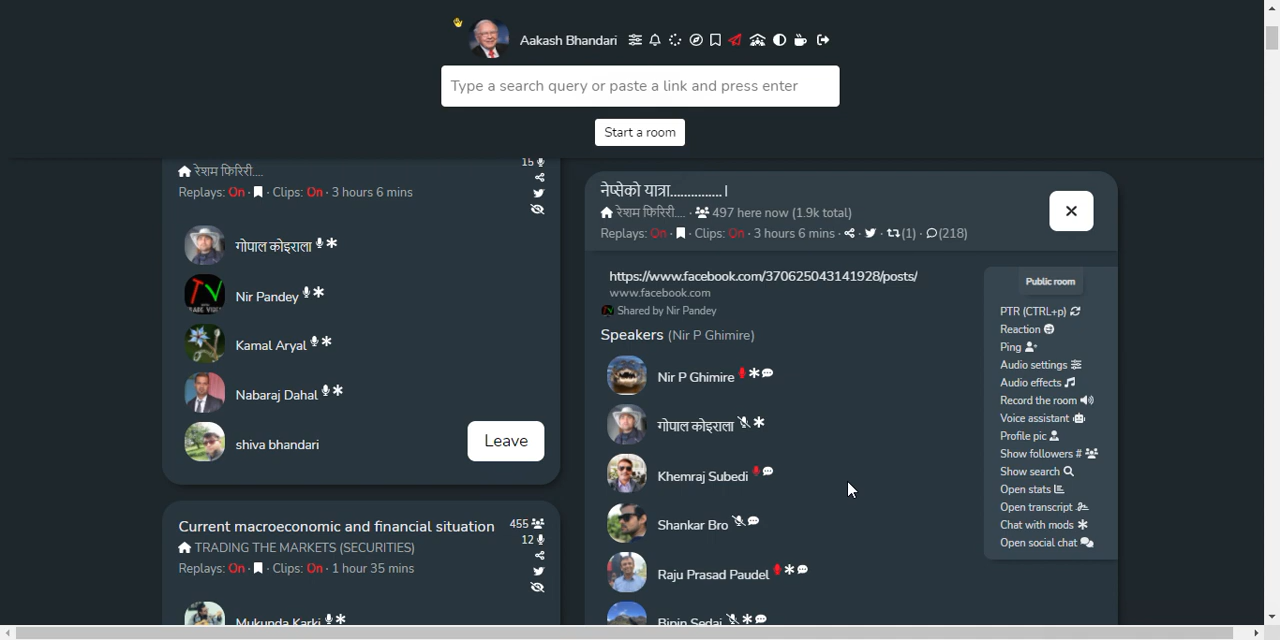 Aakash Bhandari
Type a search query or paste a link and press enter
Start a room
15
रेशम फिरिरी....
Replays: On · · Clips: On · 3 hours 6 mins
गोपाल कोइराला
Nir Pandey
Kamal Aryal
Nabaraj Dahal
shiva bhandari
Leave
Current macroeconomic and financial situation
455
12
TRADING THE MARKETS (SECURITIES)
Replays: On · · Clips: On · 1 hour 35 mins
Mukunda Karki
नेप्सेको यात्रा...............।
रेशम फिरिरी.... · 497 here now (1.9k total)
Replays: On · · Clips: On · 3 hours 6 mins · · · (1) · (218)
https://www.facebook.com/370625043141928/posts/
www.facebook.com
Shared by Nir Pandey
Speakers (Nir P Ghimire)
Nir P Ghimire
गोपाल कोइराला
Khemraj Subedi
Shankar Bro
Raju Prasad Paudel
Bipin Sedai
Public room
PTR (CTRL+p)
Reaction
Ping
Audio settings
Audio effects
Record the room
Voice assistant
Profile pic
Show followers #
Show search
Open stats
Open transcript
Chat with mods
Open social chat